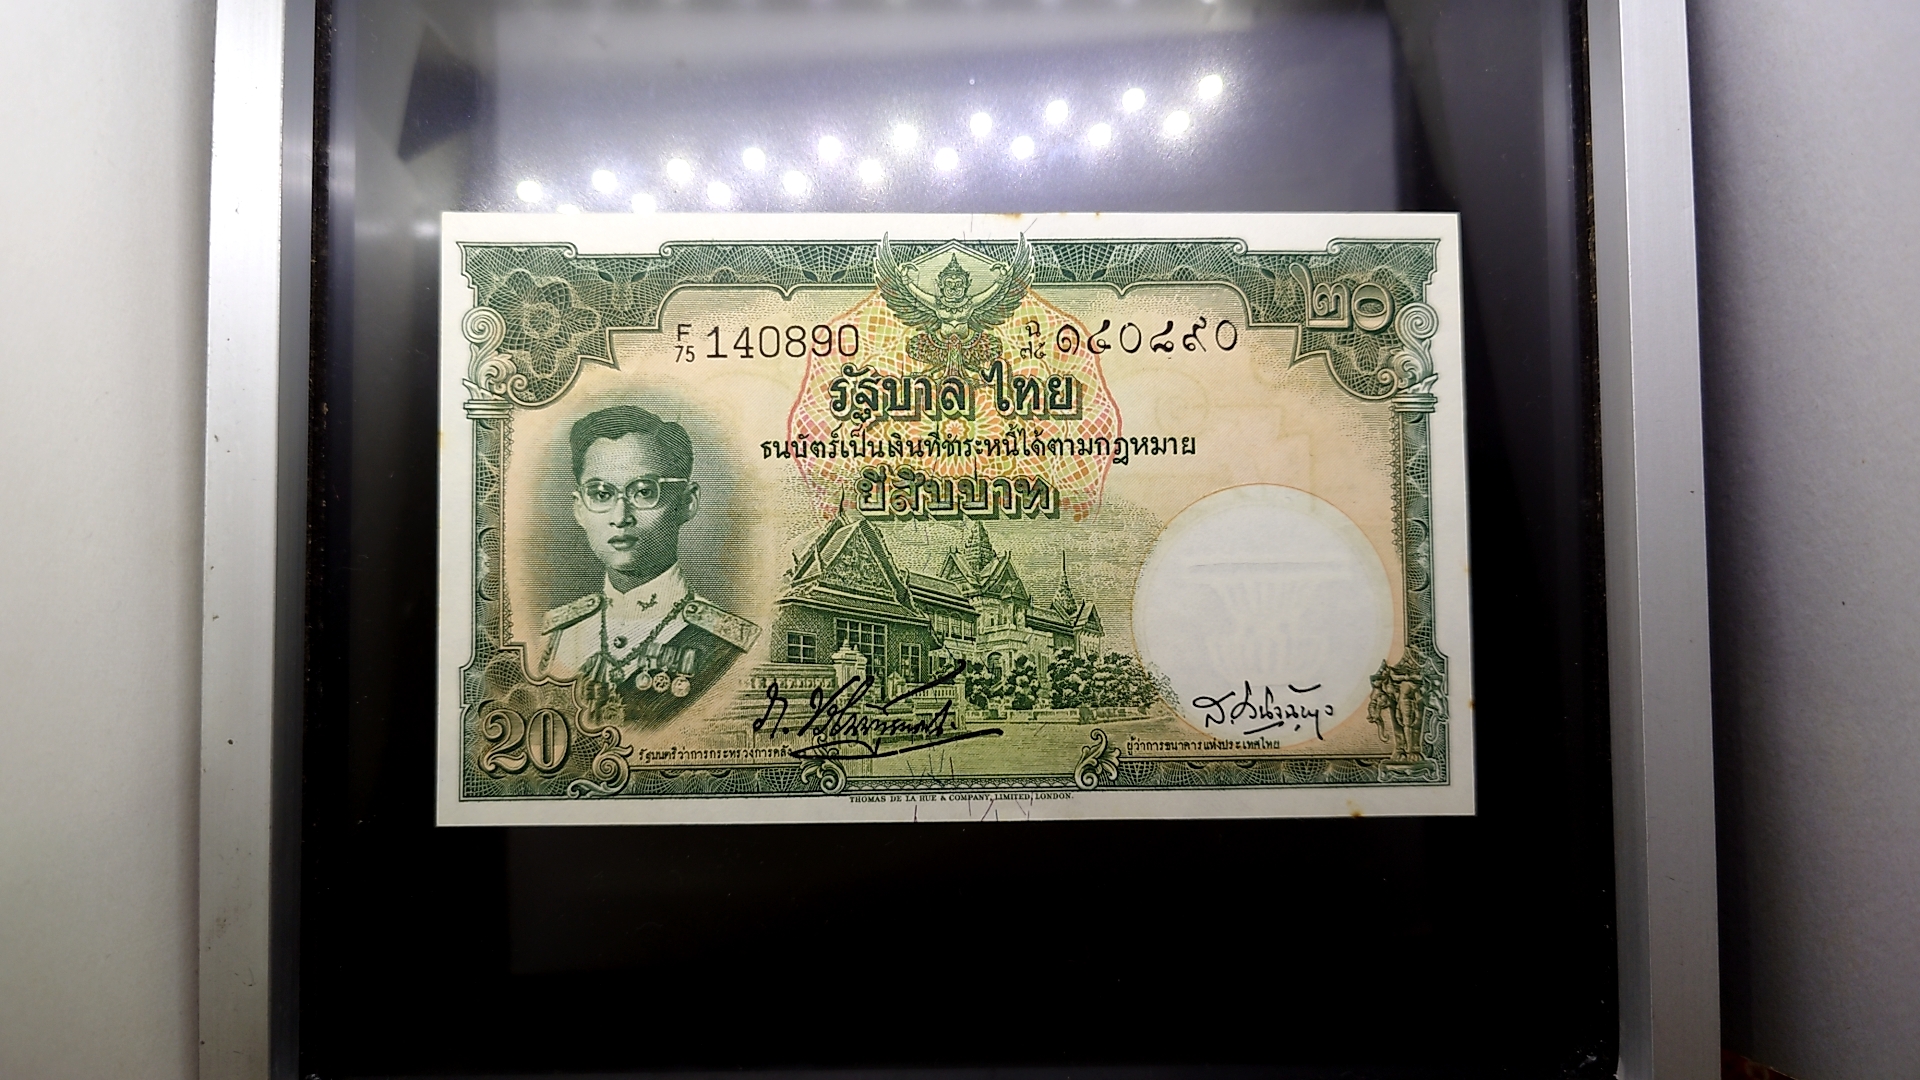 ๒๐
F/75 140890
ฉ/๗๕ ๑๔๐๘๙๐
รัฐบาลไทย
ธนบัตร์เป็นเงินที่ชำระหนี้ได้ตามกฎหมาย
ยี่สิบบาท
20
รัฐมนตรีว่าการกระทรวงการคลัง
ผู้ว่าการธนาคารแห่งประเทศไทย
THOMAS DE LA RUE & COMPANY, LIMITED, LONDON.